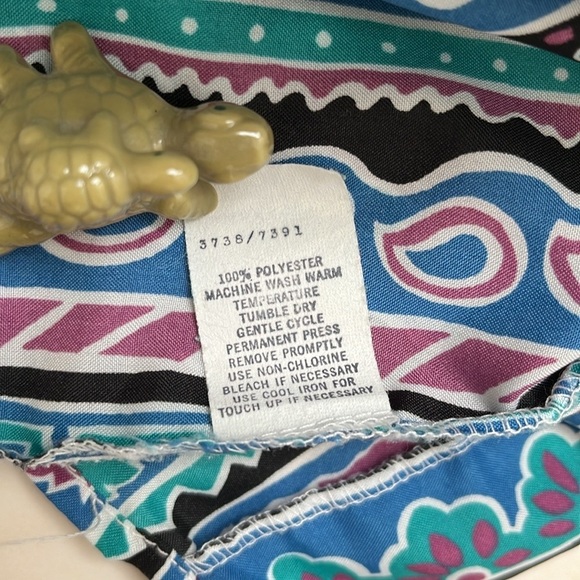 3738/7391
100% POLYESTER
MACHINE WASH WARM
TEMPERATURE
TUMBLE DRY
GENTLE CYCLE
PERMANENT PRESS
REMOVE PROMPTLY
USE NON-CHLORINE
BLEACH IF NECESSARY
USE COOL IRON FOR
TOUCH UP IF NECESSARY